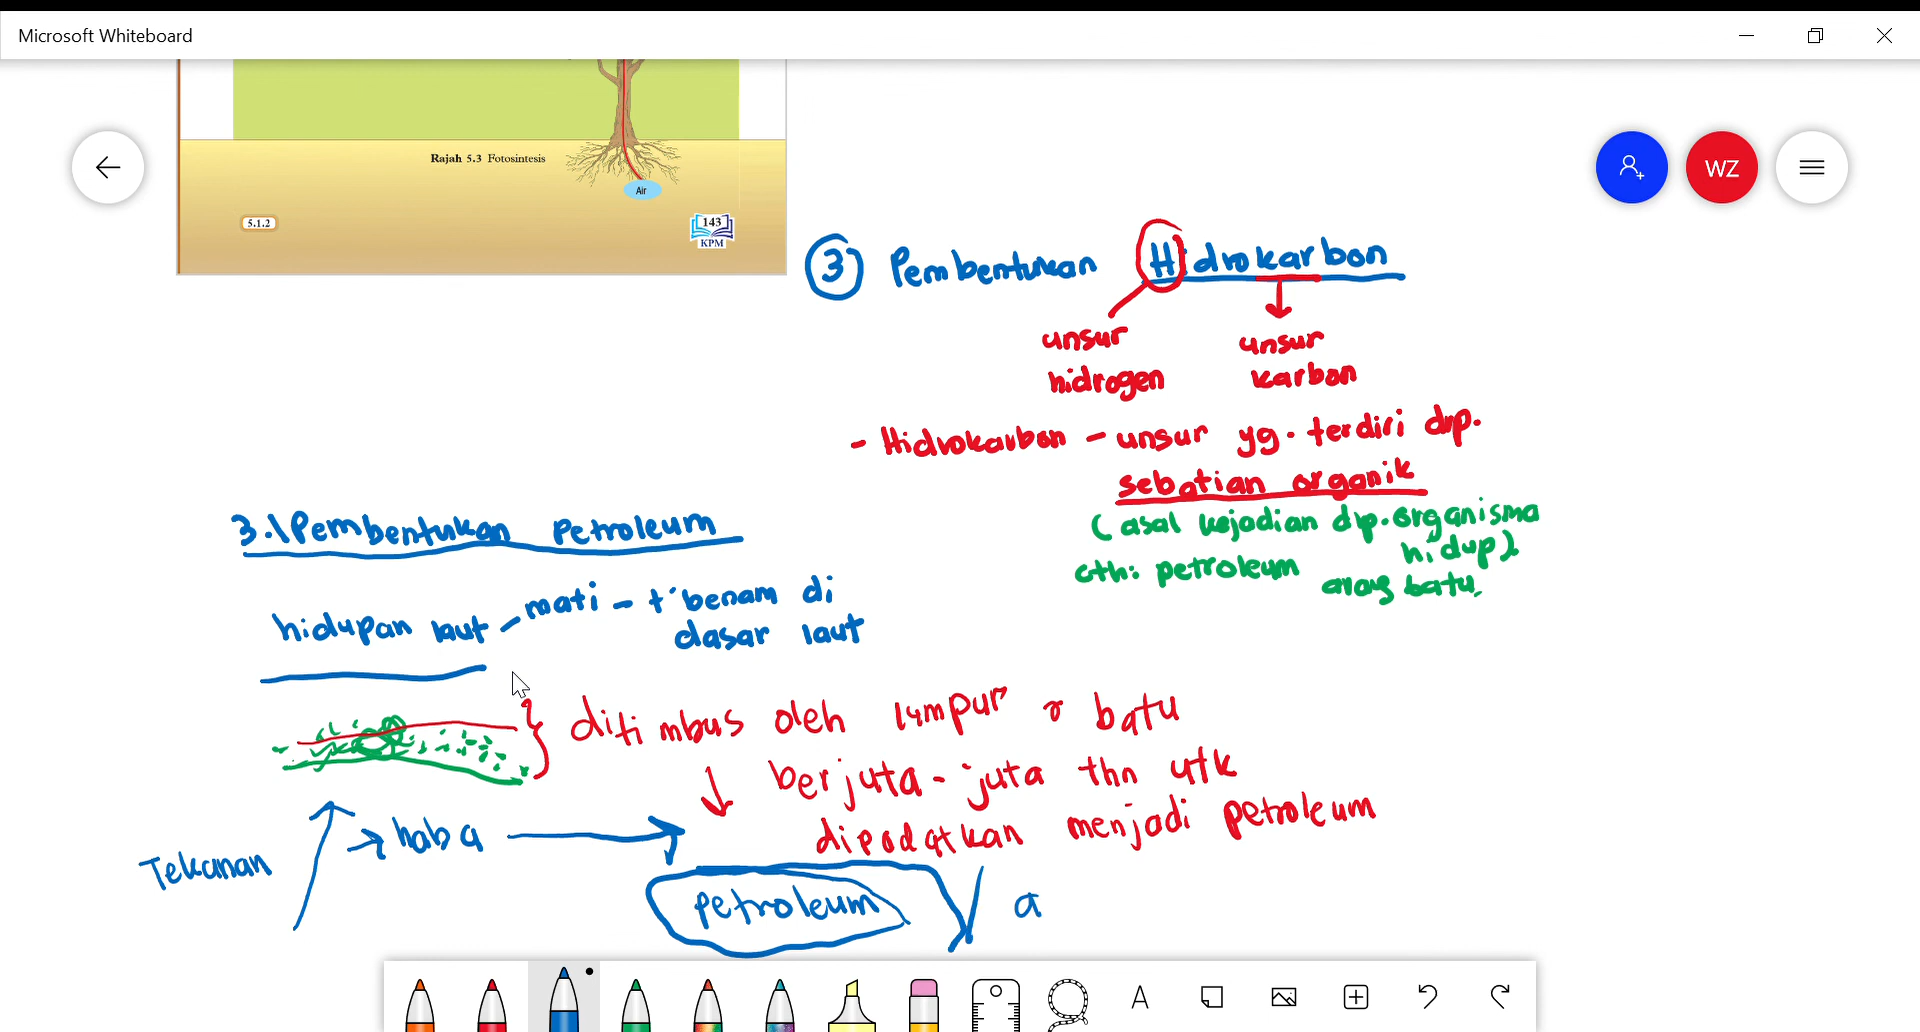 Microsoft Whiteboard
Rajah 5.3 Fotosintesis
Air
5.1.2
143
KPM
WZ
3 Pembentukan Hidrokarbon
unsur hidrogen
unsur karbon
- Hidrokarbon - unsur yg. terdiri drp.
sebatian organik
(asal kejadian drp. organisma
hidup)
cth: petroleum
arang batu.
3.1 Pembentukan Petroleum
hidupan laut - mati - t'benam di
dasar laut
ditimbus oleh lumpur & batu
berjuta-juta thn utk
dipadatkan menjadi petroleum
Tekanan
haba
petroleum
a
A